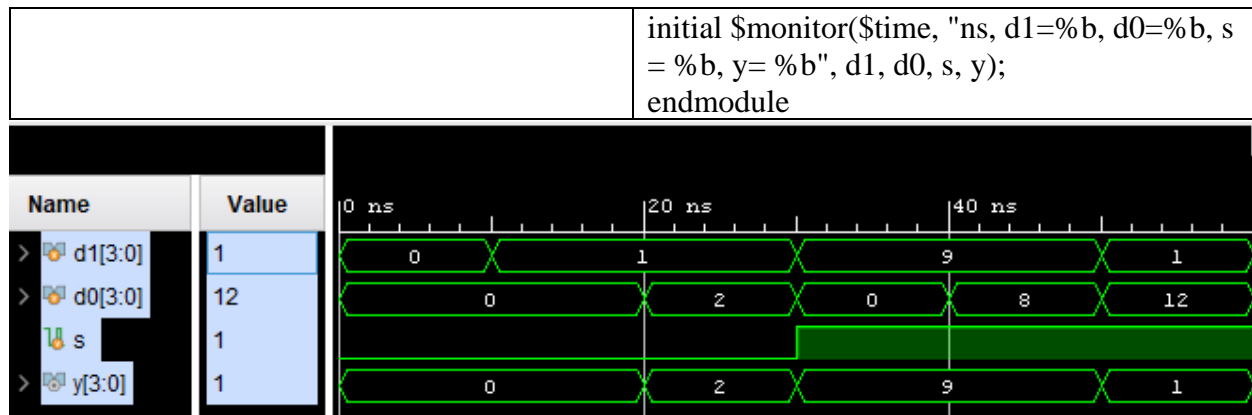 initial $monitor($time, "ns, d1=%b, d0=%b, s
= %b, y= %b", d1, d0, s, y);
endmodule
Name Value 0 ns 20 ns 40 ns
d1[3:0] 1 0 1 9 1
d0[3:0] 12 0 2 0 8 12
s 1
y[3:0] 1 0 2 9 1